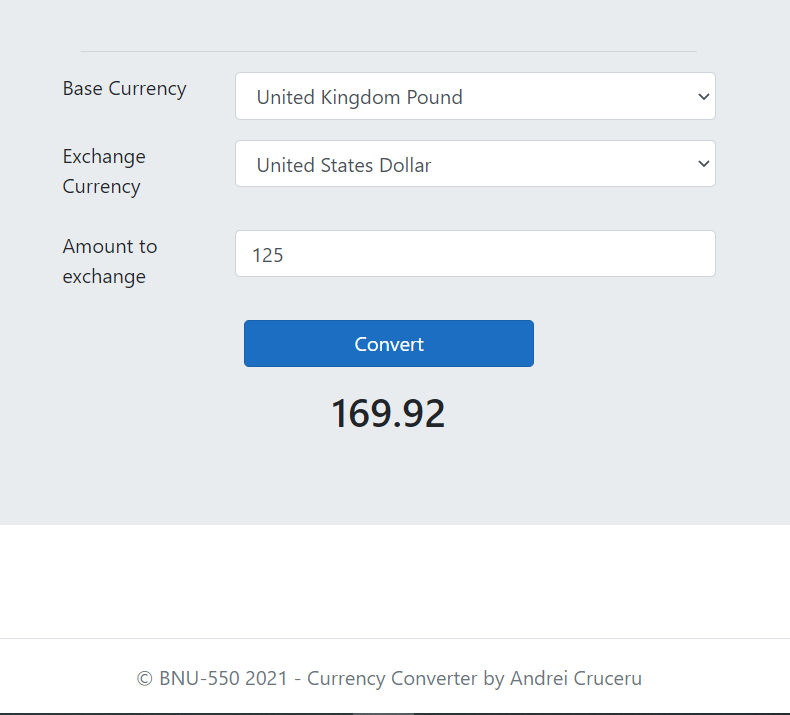 Base Currency
United Kingdom Pound
Exchange
Currency
United States Dollar
Amount to
exchange
125
Convert
169.92
© BNU-550 2021 - Currency Converter by Andrei Cruceru